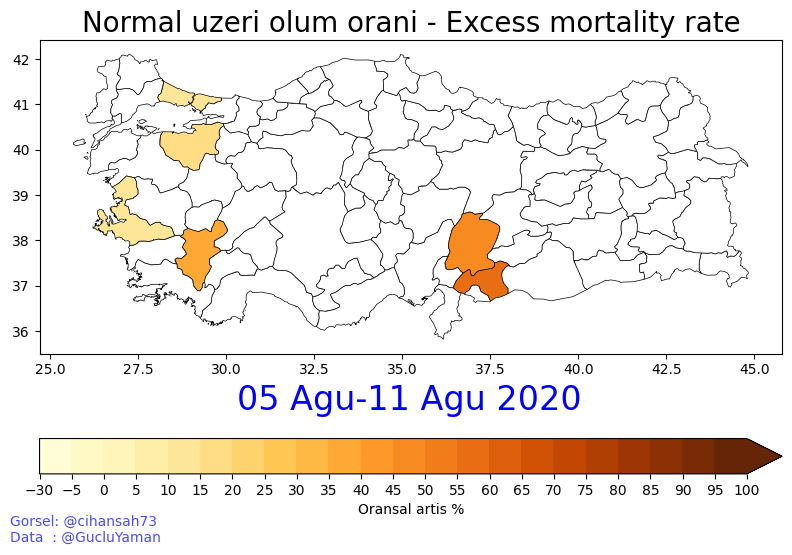 Normal uzeri olum orani - Excess mortality rate
42
41
40
39
38
37
36
25.0 27.5 30.0 32.5 35.0 37.5 40.0 42.5 45.0
05 Agu-11 Agu 2020
−30 −5 0 5 10 15 20 25 30 35 40 45 50 55 60 65 70 75 80 85 90 95 100
Oransal artis %
Gorsel: @cihansah73
Data : @GucluYaman